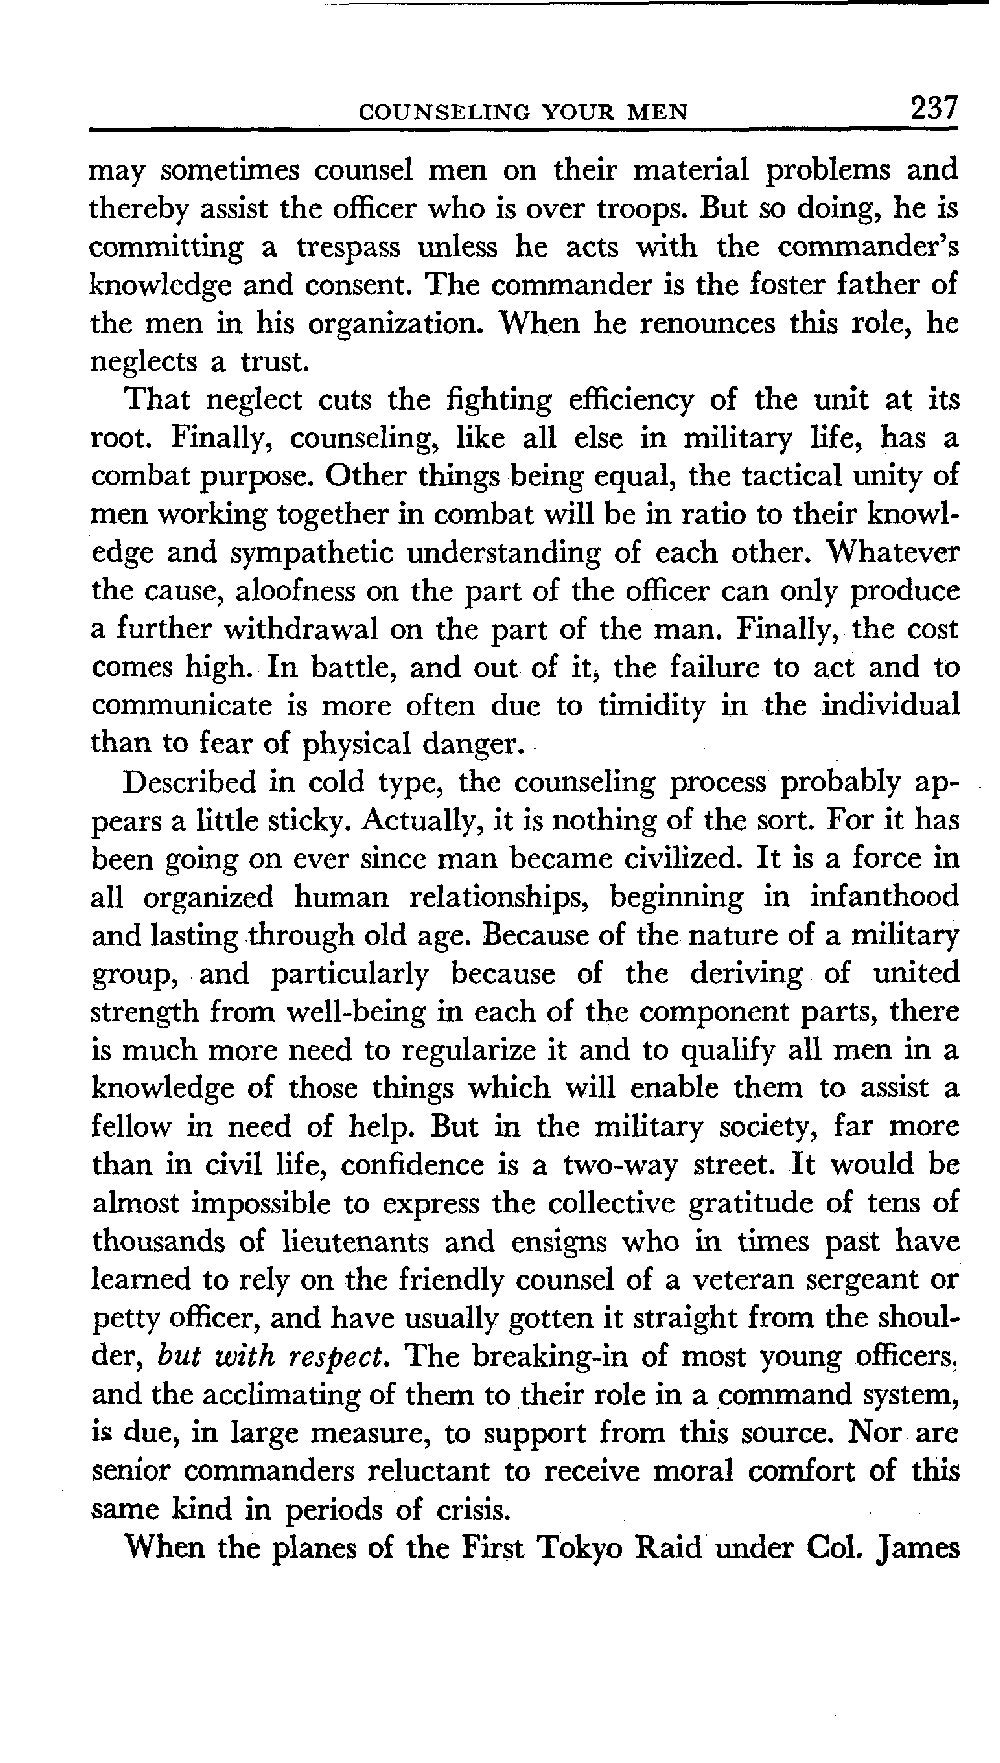 COUNSELING YOUR MEN 237
may sometimes counsel men on their material problems and
thereby assist the officer who is over troops. But so doing, he is
committing a trespass unless he acts with the commander's
knowledge and consent. The commander is the foster father of
the men in his organization. When he renounces this role, he
neglects a trust.
That neglect cuts the fighting efficiency of the unit at its
root. Finally, counseling, like all else in military life, has a
combat purpose. Other things being equal, the tactical unity of
men working together in combat will be in ratio to their knowl-
edge and sympathetic understanding of each other. Whatever
the cause, aloofness on the part of the officer can only produce
a further withdrawal on the part of the man. Finally, the cost
comes high. In battle, and out of it, the failure to act and to
communicate is more often due to timidity in the individual
than to fear of physical danger.
Described in cold type, the counseling process probably ap-
pears a little sticky. Actually, it is nothing of the sort. For it has
been going on ever since man became civilized. It is a force in
all organized human relationships, beginning in infanthood
and lasting through old age. Because of the nature of a military
group, and particularly because of the deriving of united
strength from well-being in each of the component parts, there
is much more need to regularize it and to qualify all men in a
knowledge of those things which will enable them to assist a
fellow in need of help. But in the military society, far more
than in civil life, confidence is a two-way street. It would be
almost impossible to express the collective gratitude of tens of
thousands of lieutenants and ensigns who in times past have
learned to rely on the friendly counsel of a veteran sergeant or
petty officer, and have usually gotten it straight from the shoul-
der, but with respect. The breaking-in of most young officers,
and the acclimating of them to their role in a command system,
is due, in large measure, to support from this source. Nor are
senior commanders reluctant to receive moral comfort of this
same kind in periods of crisis.
When the planes of the First Tokyo Raid under Col. James